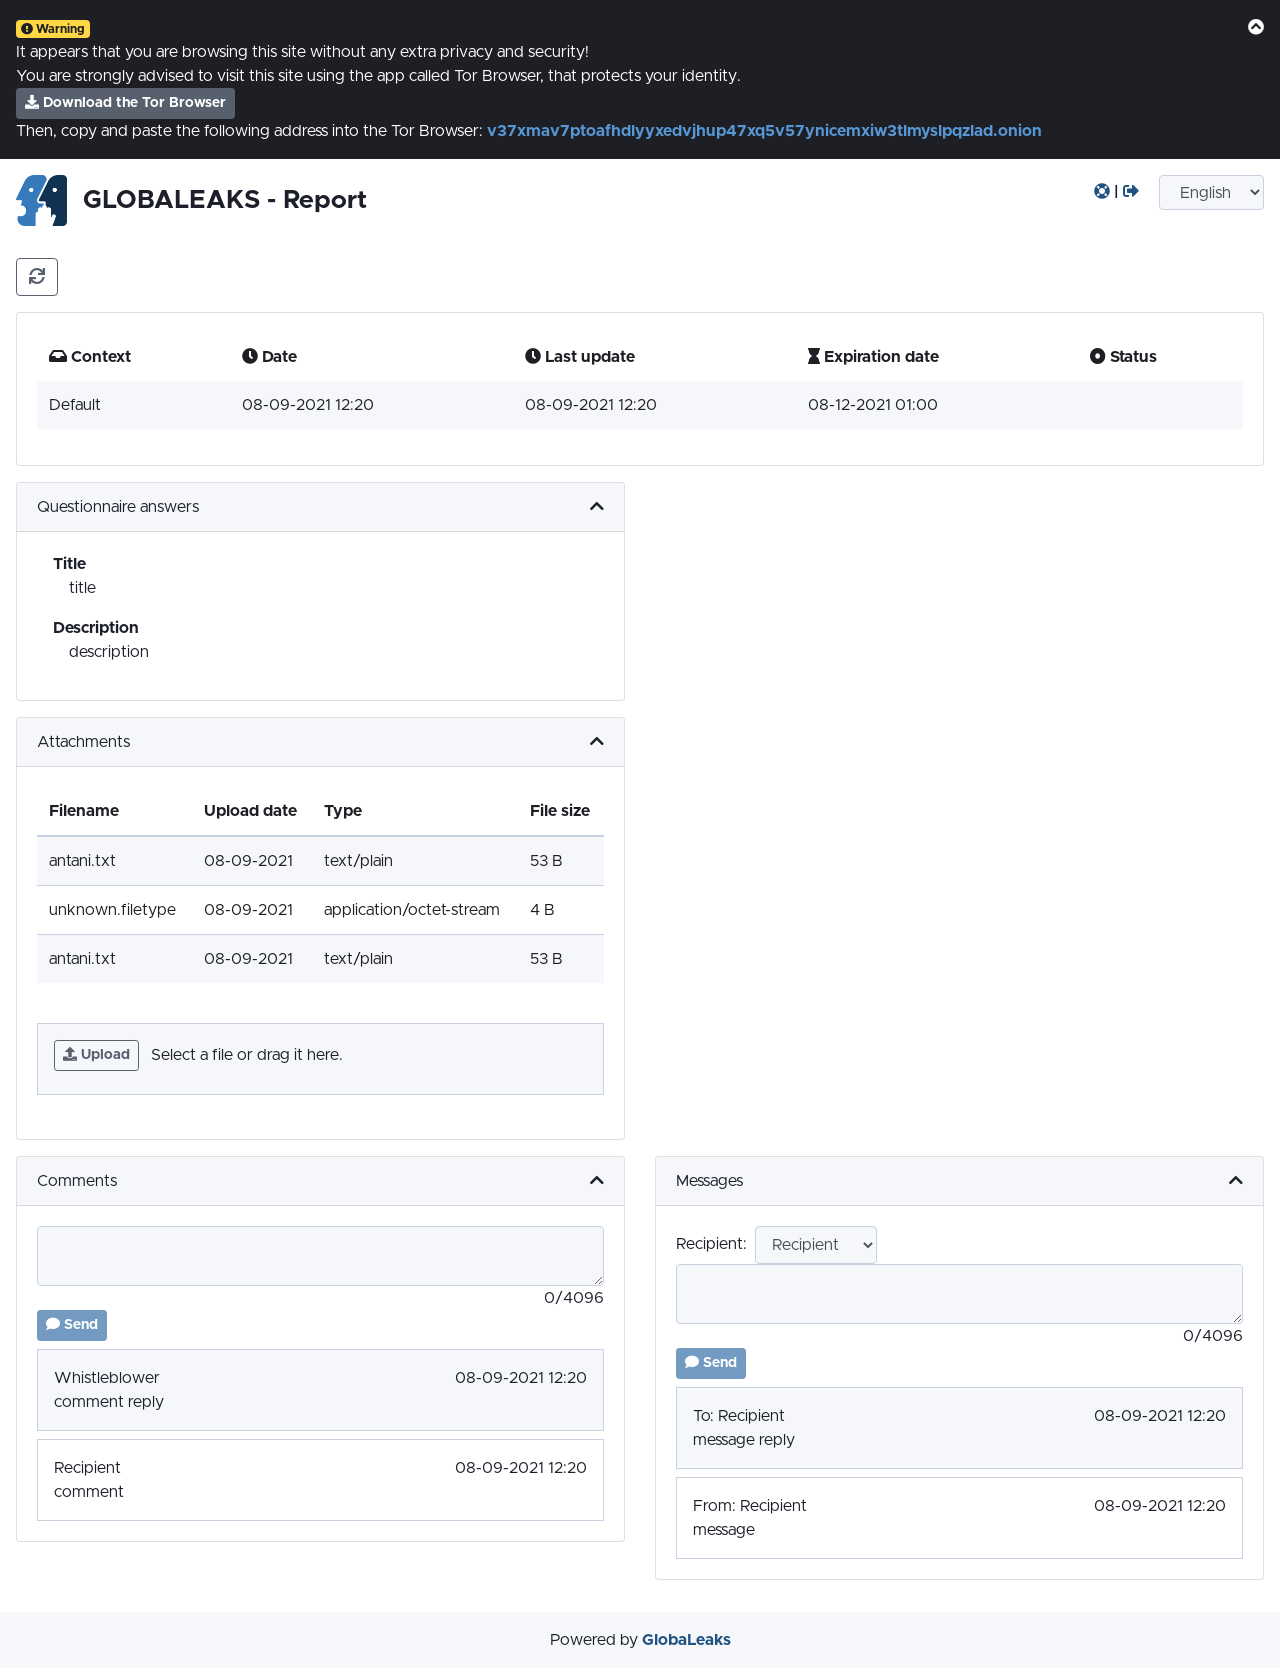 Warning
It appears that you are browsing this site without any extra privacy and security!
You are strongly advised to visit this site using the app called Tor Browser, that protects your identity.
Download the Tor Browser
Then, copy and paste the following address into the Tor Browser: v37xmav7ptoafhdlyyxedvjhup47xq5v57ynicemxiw3tlmyslpqzlad.onion
GLOBALEAKS - Report
| English
Context Date Last update Expiration date Status
Default 08-09-2021 12:20 08-09-2021 12:20 08-12-2021 01:00
Questionnaire answers
Title
title
Description
description
Attachments
Filename Upload date Type File size
antani.txt 08-09-2021 text/plain 53 B
unknown.filetype 08-09-2021 application/octet-stream 4 B
antani.txt 08-09-2021 text/plain 53 B
Upload Select a file or drag it here.
Comments
0/4096
Send
Whistleblower 08-09-2021 12:20
comment reply
Recipient 08-09-2021 12:20
comment
Messages
Recipient: Recipient
0/4096
Send
To: Recipient 08-09-2021 12:20
message reply
From: Recipient 08-09-2021 12:20
message
Powered by GlobaLeaks